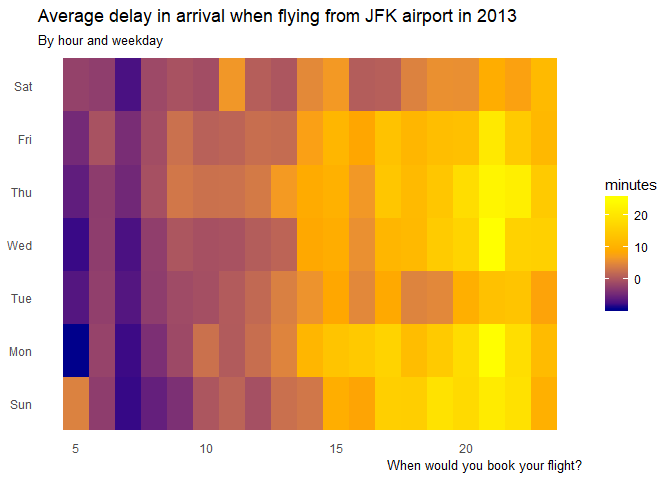 Average delay in arrival when flying from JFK airport in 2013
By hour and weekday
Sat
Fri
Thu
Wed
Tue
Mon
Sun
5
10
15
20
When would you book your flight?
minutes
20
10
0